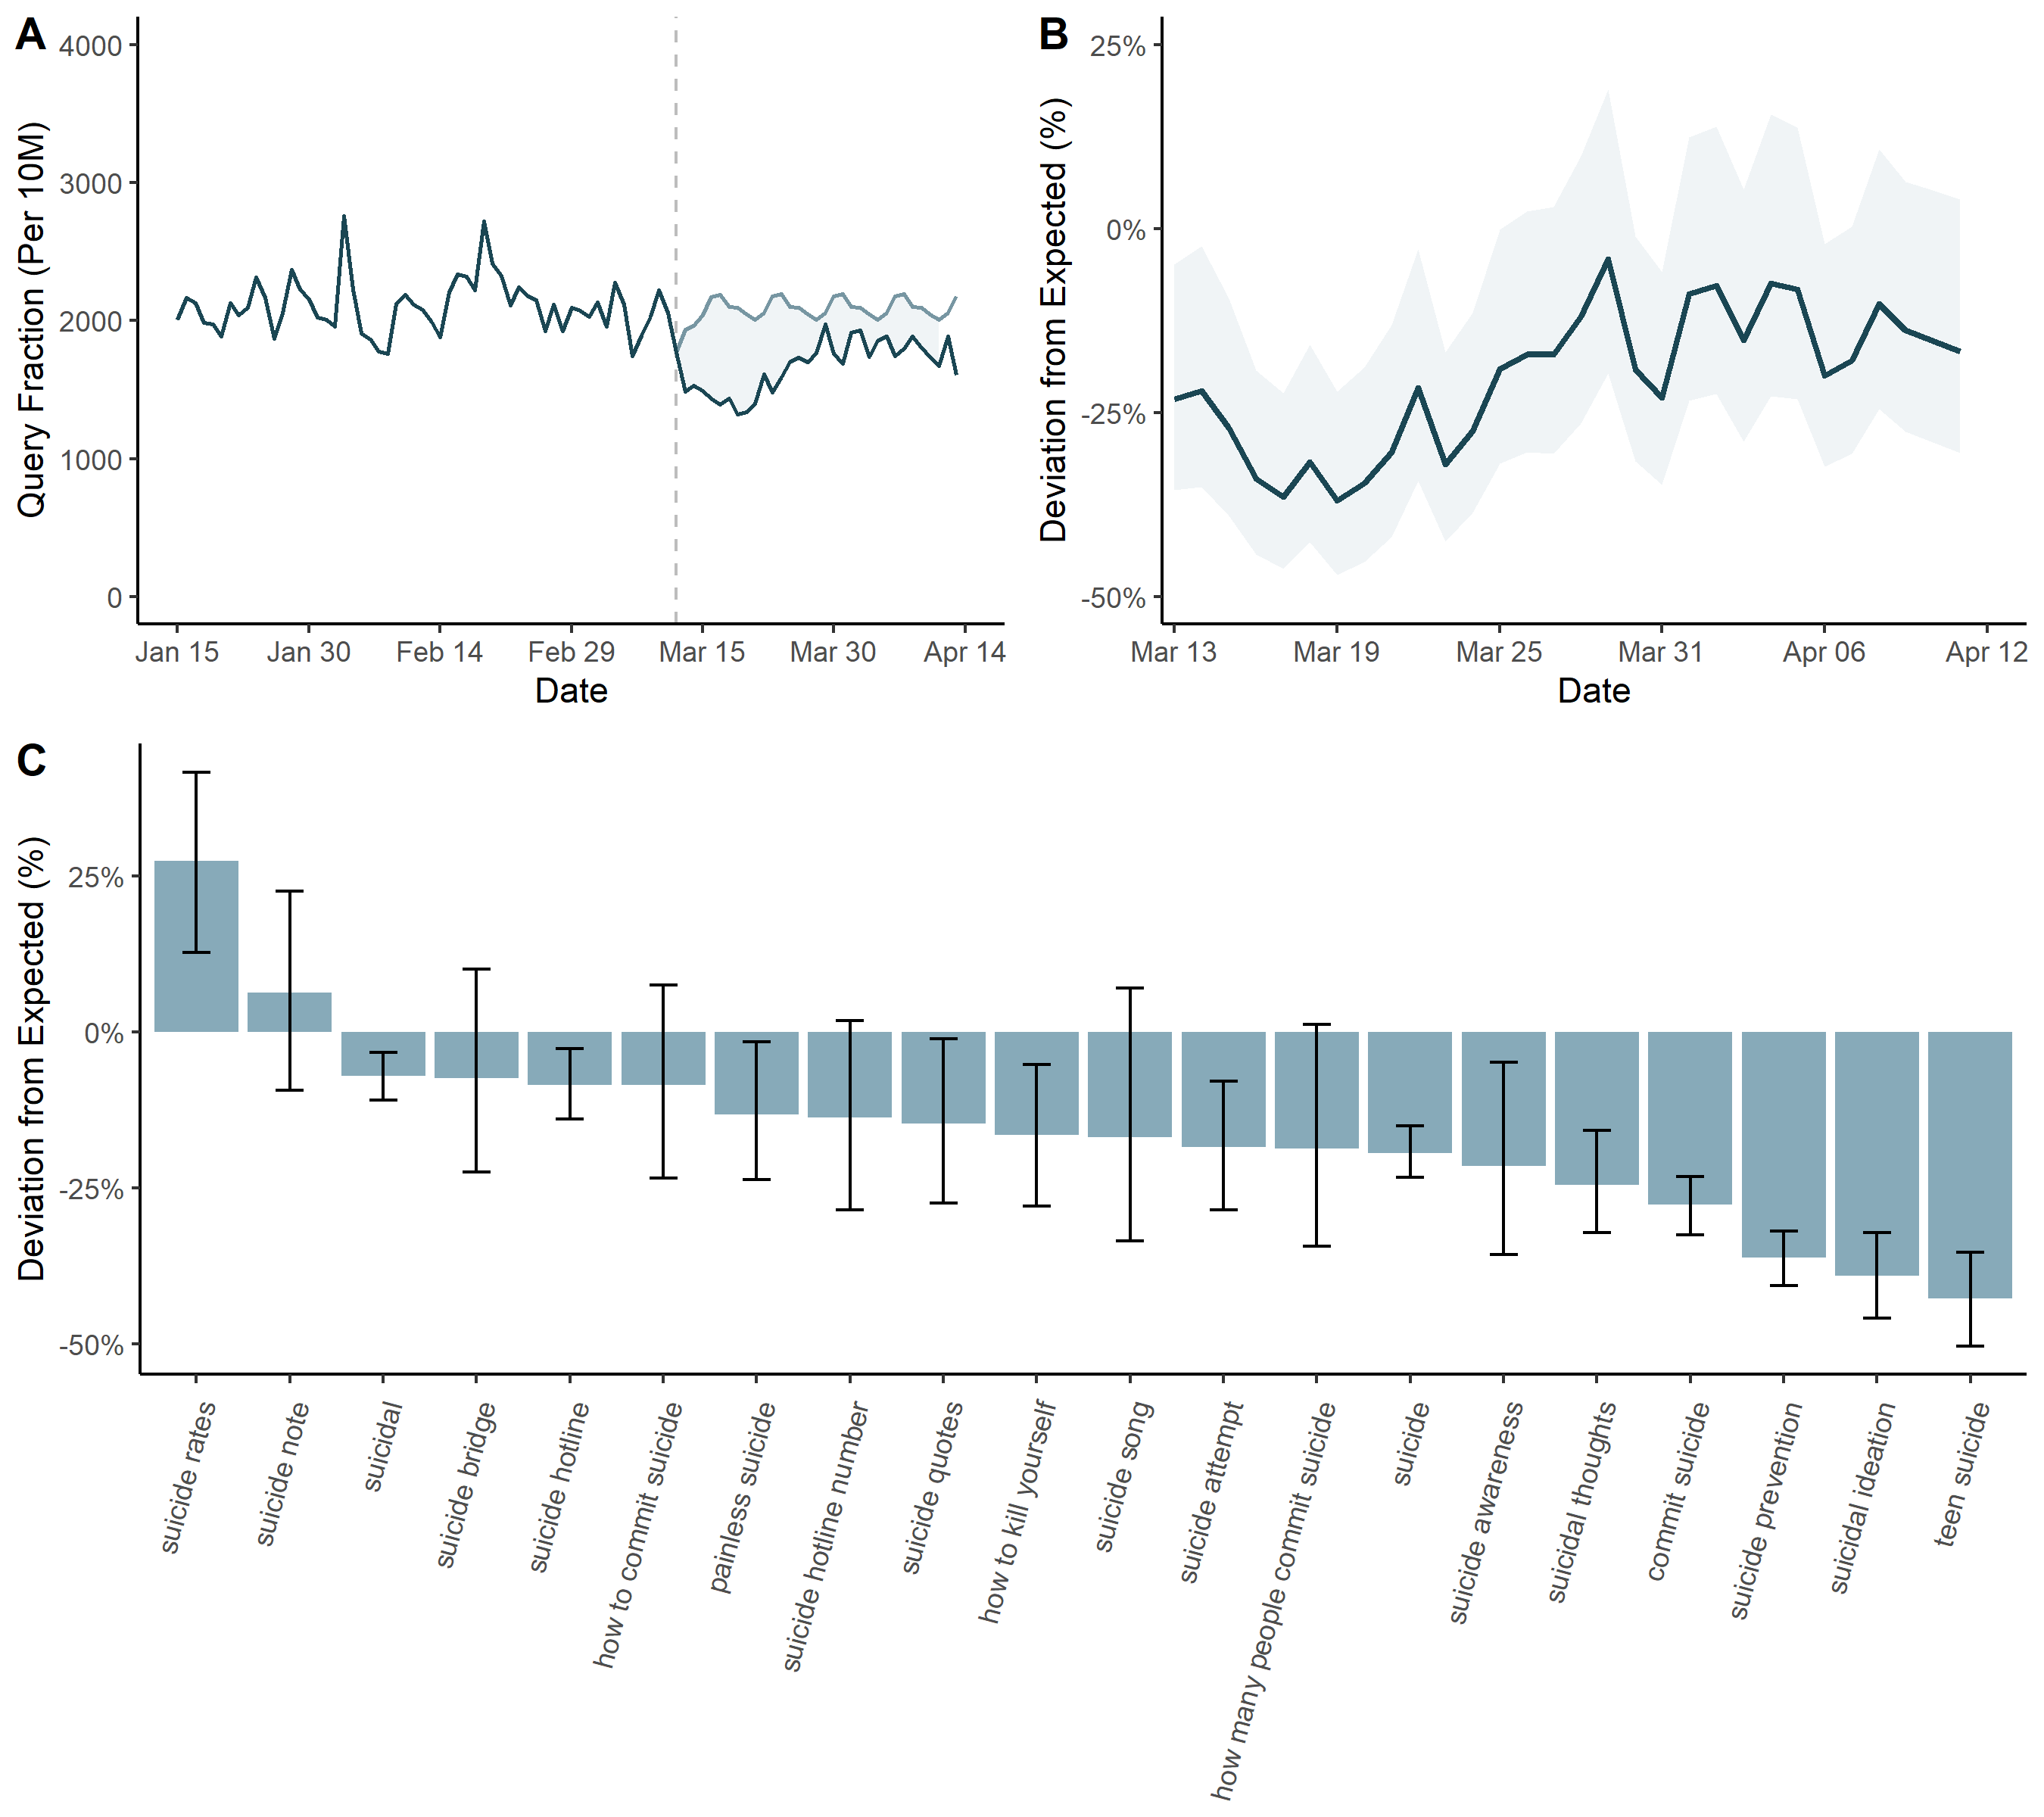 A
Query Fraction (Per 10M)
4000
3000
2000
1000
0
Jan 15
Jan 30
Feb 14
Feb 29
Mar 15
Mar 30
Apr 14
Date
B
Deviation from Expected (%)
25%
0%
-25%
-50%
Mar 13
Mar 19
Mar 25
Mar 31
Apr 06
Apr 12
Date
C
Deviation from Expected (%)
25%
0%
-25%
-50%
suicide rates
suicide note
suicidal
suicide bridge
suicide hotline
how to commit suicide
painless suicide
suicide hotline number
suicide quotes
how to kill yourself
suicide song
suicide attempt
how many people commit suicide
suicide
suicide awareness
suicidal thoughts
commit suicide
suicide prevention
suicidal ideation
teen suicide